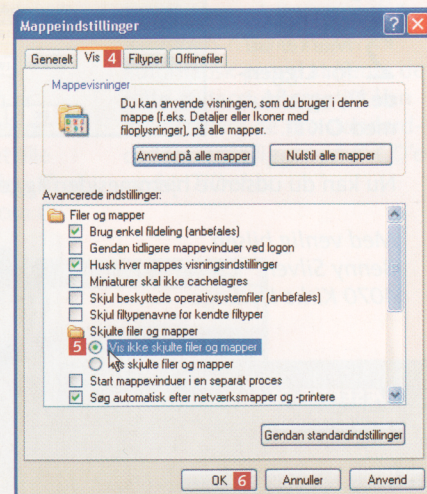 Mappeindstillinger
Generelt Vis 4 Filtyper Offlinefiler
Mappevisninger
Du kan anvende visningen, som du bruger i denne
mappe (f.eks. Detaljer eller Ikoner med
filoplysninger), på alle mapper.
Anvend på alle mapper Nulstil alle mapper
Avancerede indstillinger:
Filer og mapper
Brug enkel fildeling (anbefales)
Gendan tidligere mappevinduer ved logon
Husk hver mappes visningsindstillinger
Miniaturer skal ikke cachelagres
Skjul beskyttede operativsystemfiler (anbefales)
Skjul filtypenavne for kendte filtyper
Skjulte filer og mapper
5 Vis ikke skjulte filer og mapper
skjulte filer og mapper
Start mappevinduer i en separat proces
Søg automatisk efter netværksmapper og -printere
Gendan standardindstillinger
OK 6 Annuller Anvend